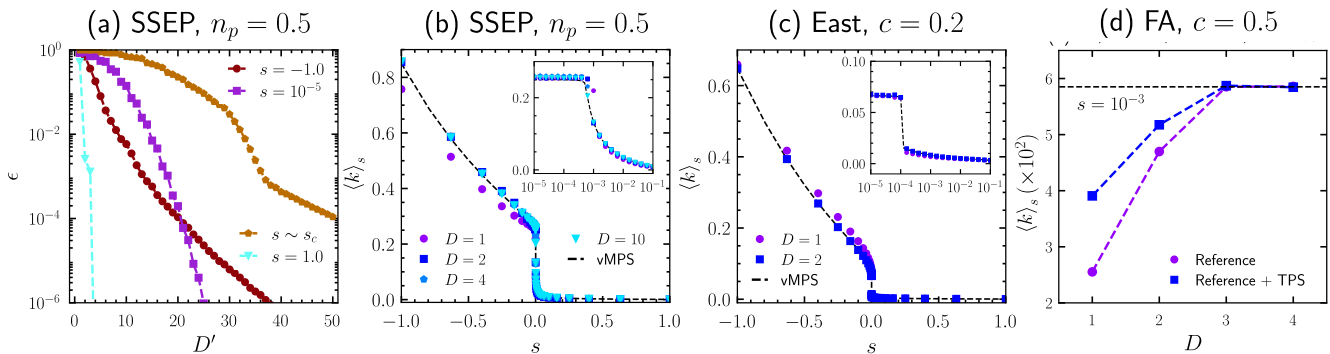 (a) SSEP, n_p = 0.5
10^0
10^{-2}
10^{-4}
10^{-6}
ϵ
0 10 20 30 40 50
D′
s = −1.0
s = 10^{-5}
s ∼ s_c
s = 1.0
(b) SSEP, n_p = 0.5
0.8
0.6
0.4
0.2
0.0
⟨k⟩_s
−1.0 −0.5 0.0 0.5 1.0
s
0.2
0.0
10^{-5} 10^{-4} 10^{-3} 10^{-2} 10^{-1}
D = 1
D = 2
D = 4
D = 10
vMPS
(c) East, c = 0.2
0.6
0.4
0.2
0.0
⟨k⟩_s
−1.0 −0.5 0.0 0.5 1.0
s
0.10
0.05
0.00
10^{-5} 10^{-4} 10^{-3} 10^{-2} 10^{-1}
D = 1
D = 2
vMPS
(d) FA, c = 0.5
6
5
4
3
2
⟨k⟩_s (×10^2)
s = 10^{-3}
1 2 3 4
D
Reference
Reference + TPS